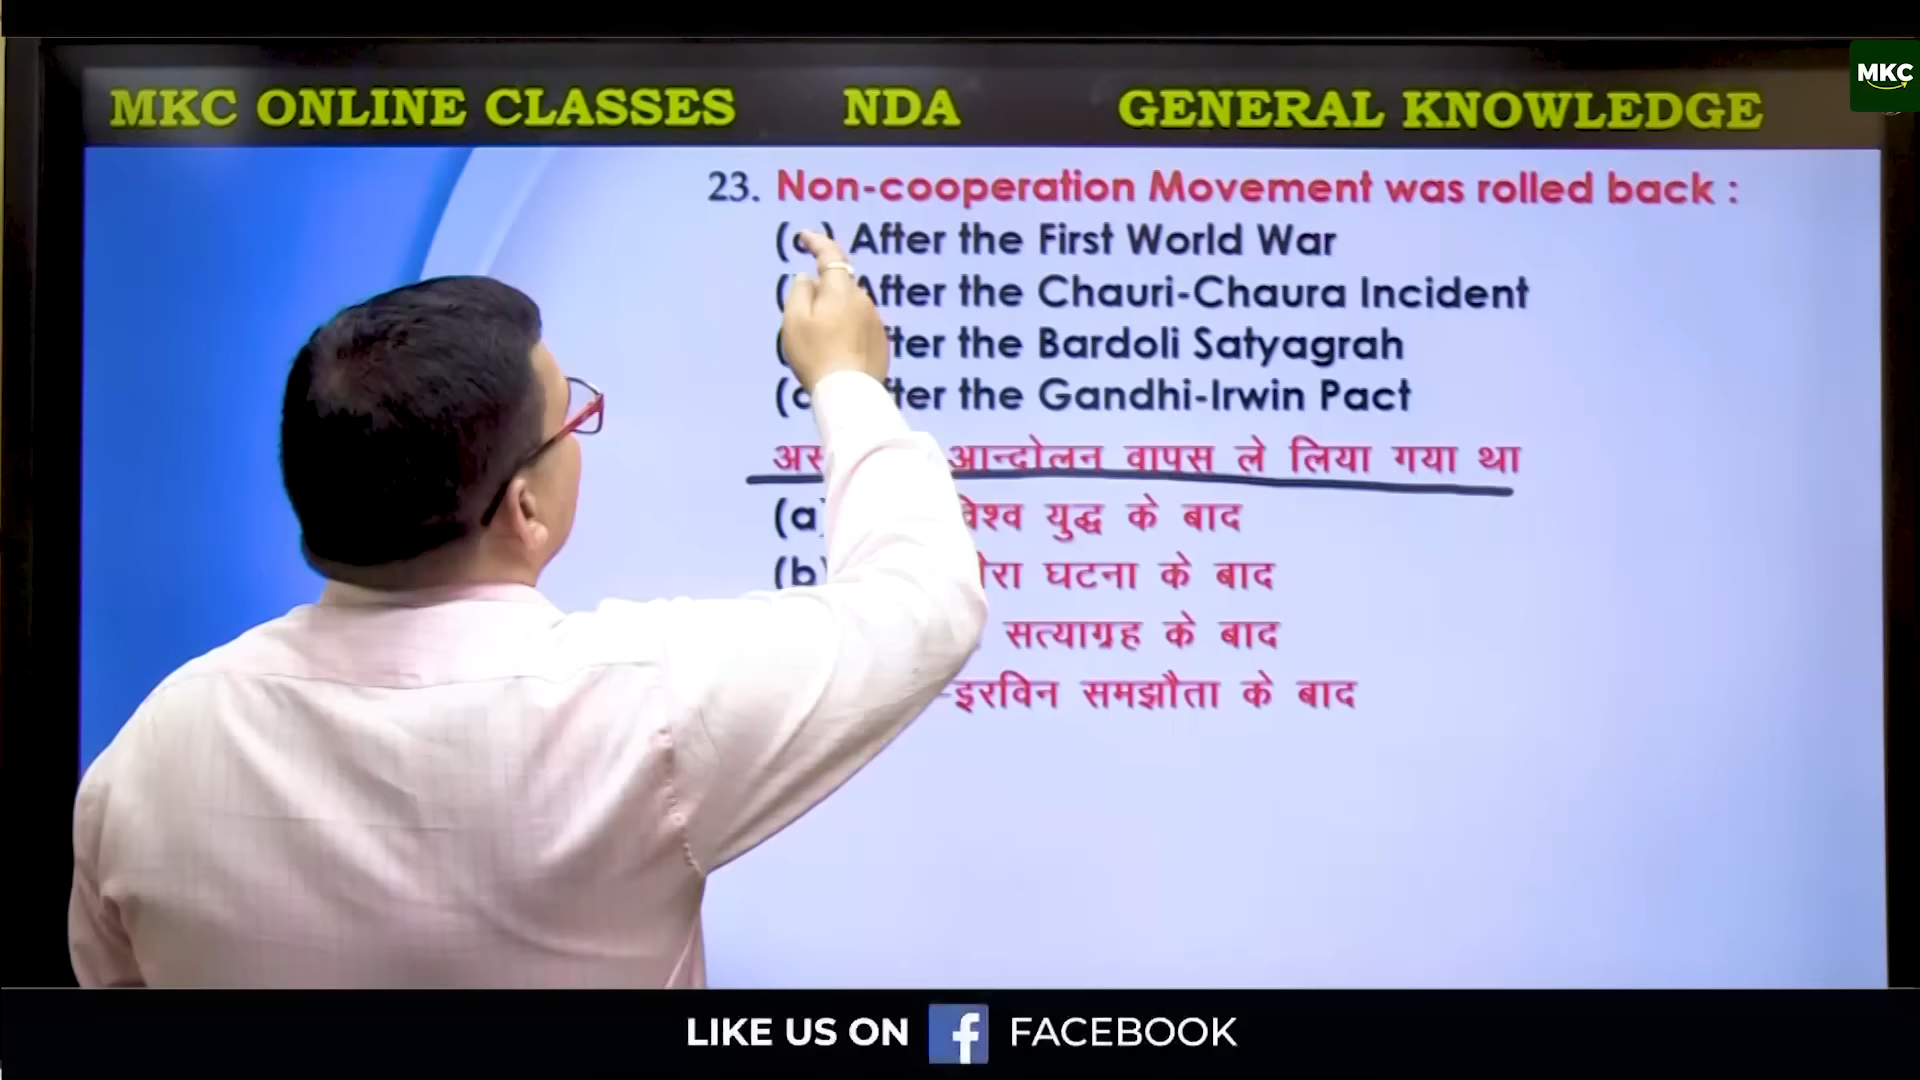 MKC ONLINE CLASSES NDA GENERAL KNOWLEDGE
MKC
23. Non-cooperation Movement was rolled back :
After the First World War
After the Chauri-Chaura Incident
the Bardoli Satyagrah
the Gandhi-Irwin Pact
आन्दोलन वापस ले लिया गया था
(a) विश्व युद्ध के बाद
(b) घटना के बाद
सत्याग्रह के बाद
-इरविन समझौता के बाद
LIKE US ON f FACEBOOK